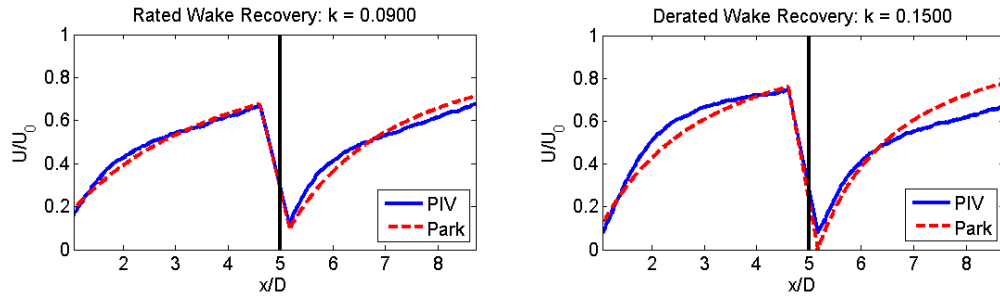 Rated Wake Recovery: k = 0.0900
1
0.8
0.6
0.4
0.2
0
U/U0
2 3 4 5 6 7 8
x/D
PIV
Park
Derated Wake Recovery: k = 0.1500
1
0.8
0.6
0.4
0.2
0
U/U0
2 3 4 5 6 7 8
x/D
PIV
Park